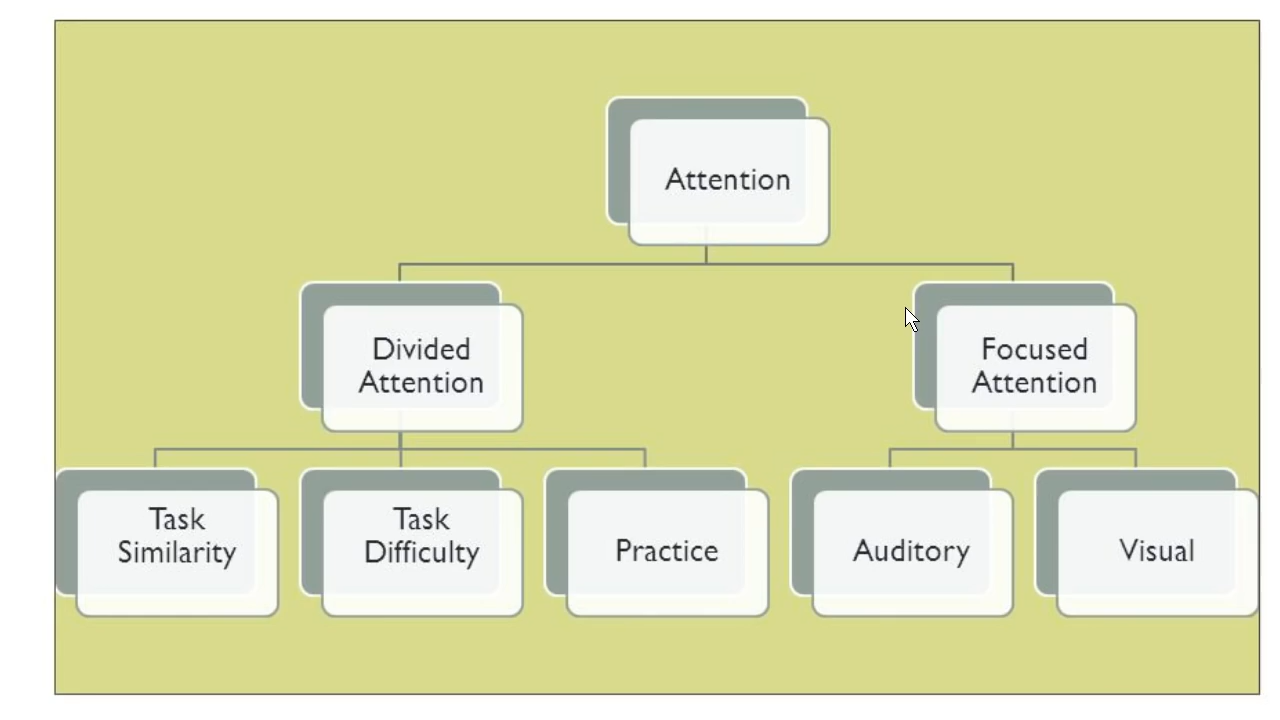 Attention
Divided
Attention
Focused
Attention
Task
Similarity
Task
Difficulty
Practice
Auditory
Visual